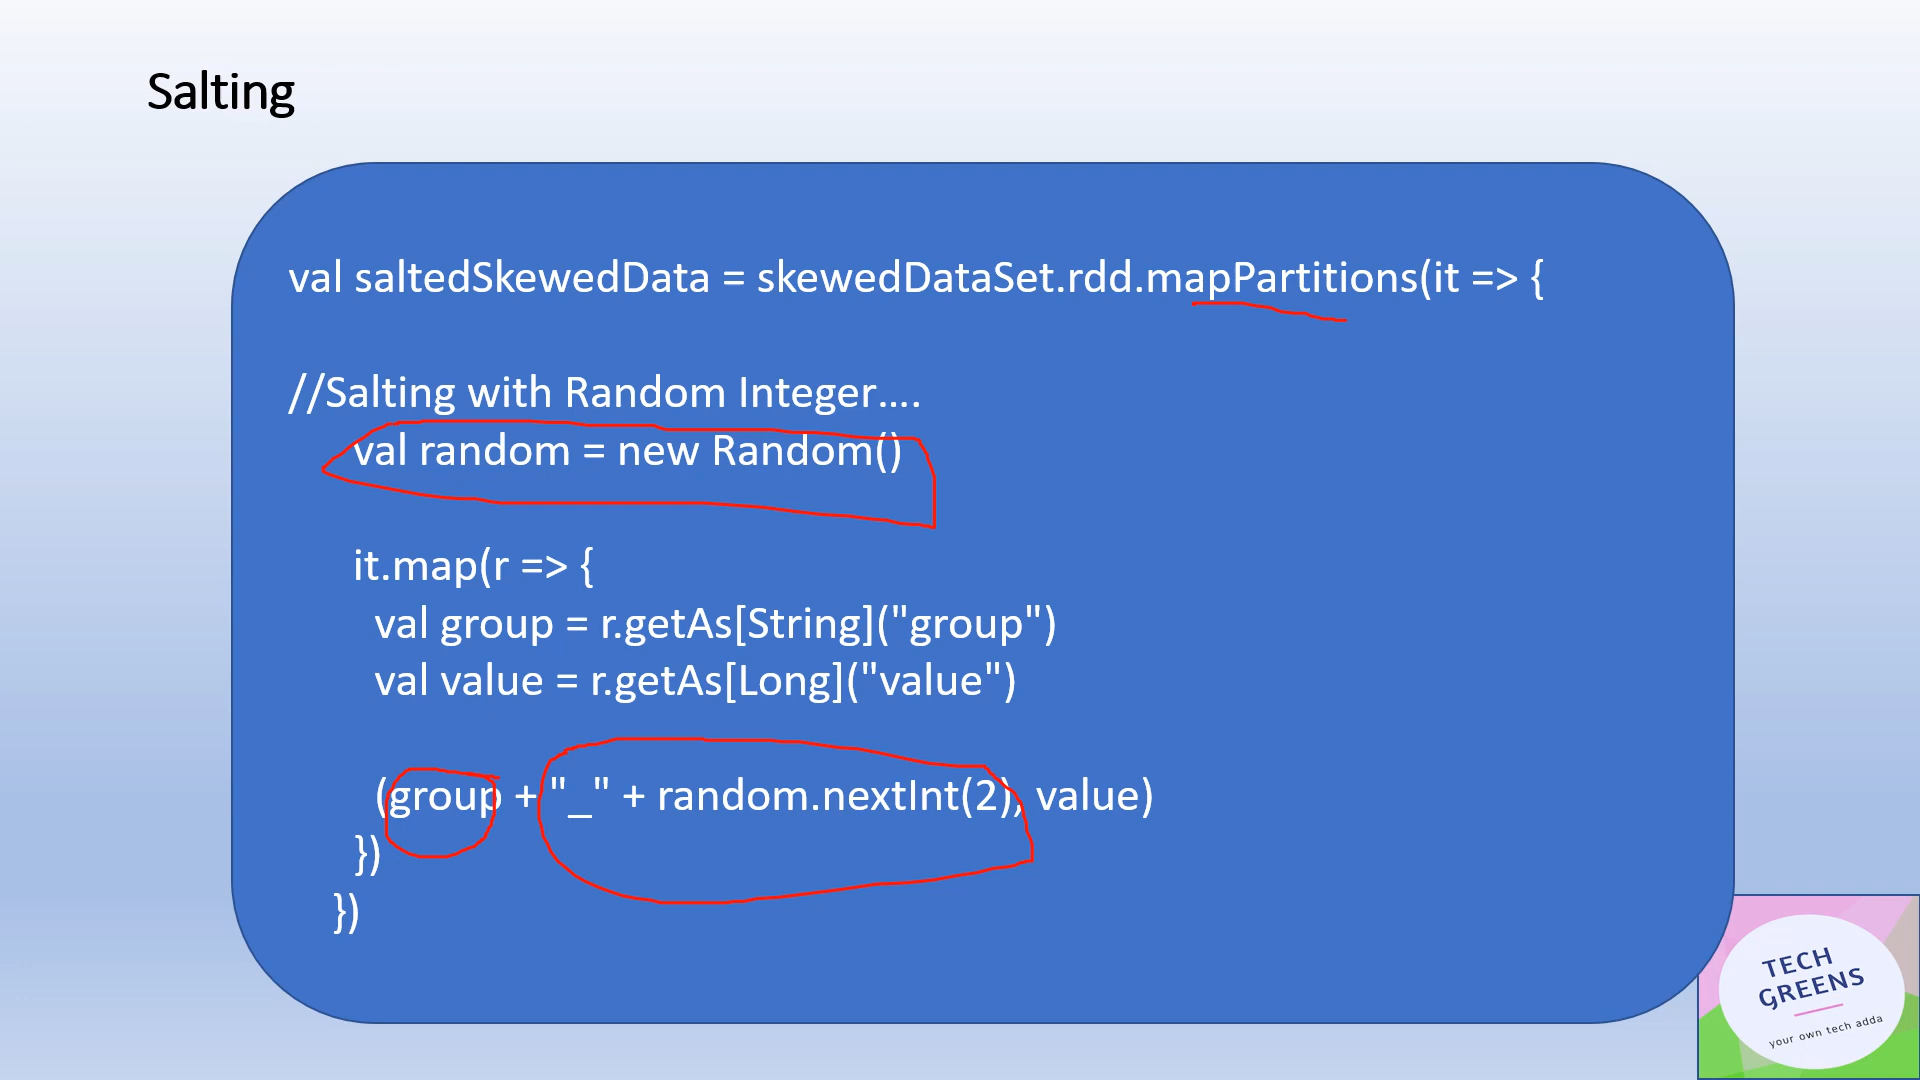 Salting
val saltedSkewedData = skewedDataSet.rdd.mapPartitions(it => {
//Salting with Random Integer....
val random = new Random()
it.map(r => {
val group = r.getAs[String]("group")
val value = r.getAs[Long]("value")
(group + "_" + random.nextInt(2), value)
})
})
TECH
GREENS
your own tech adda